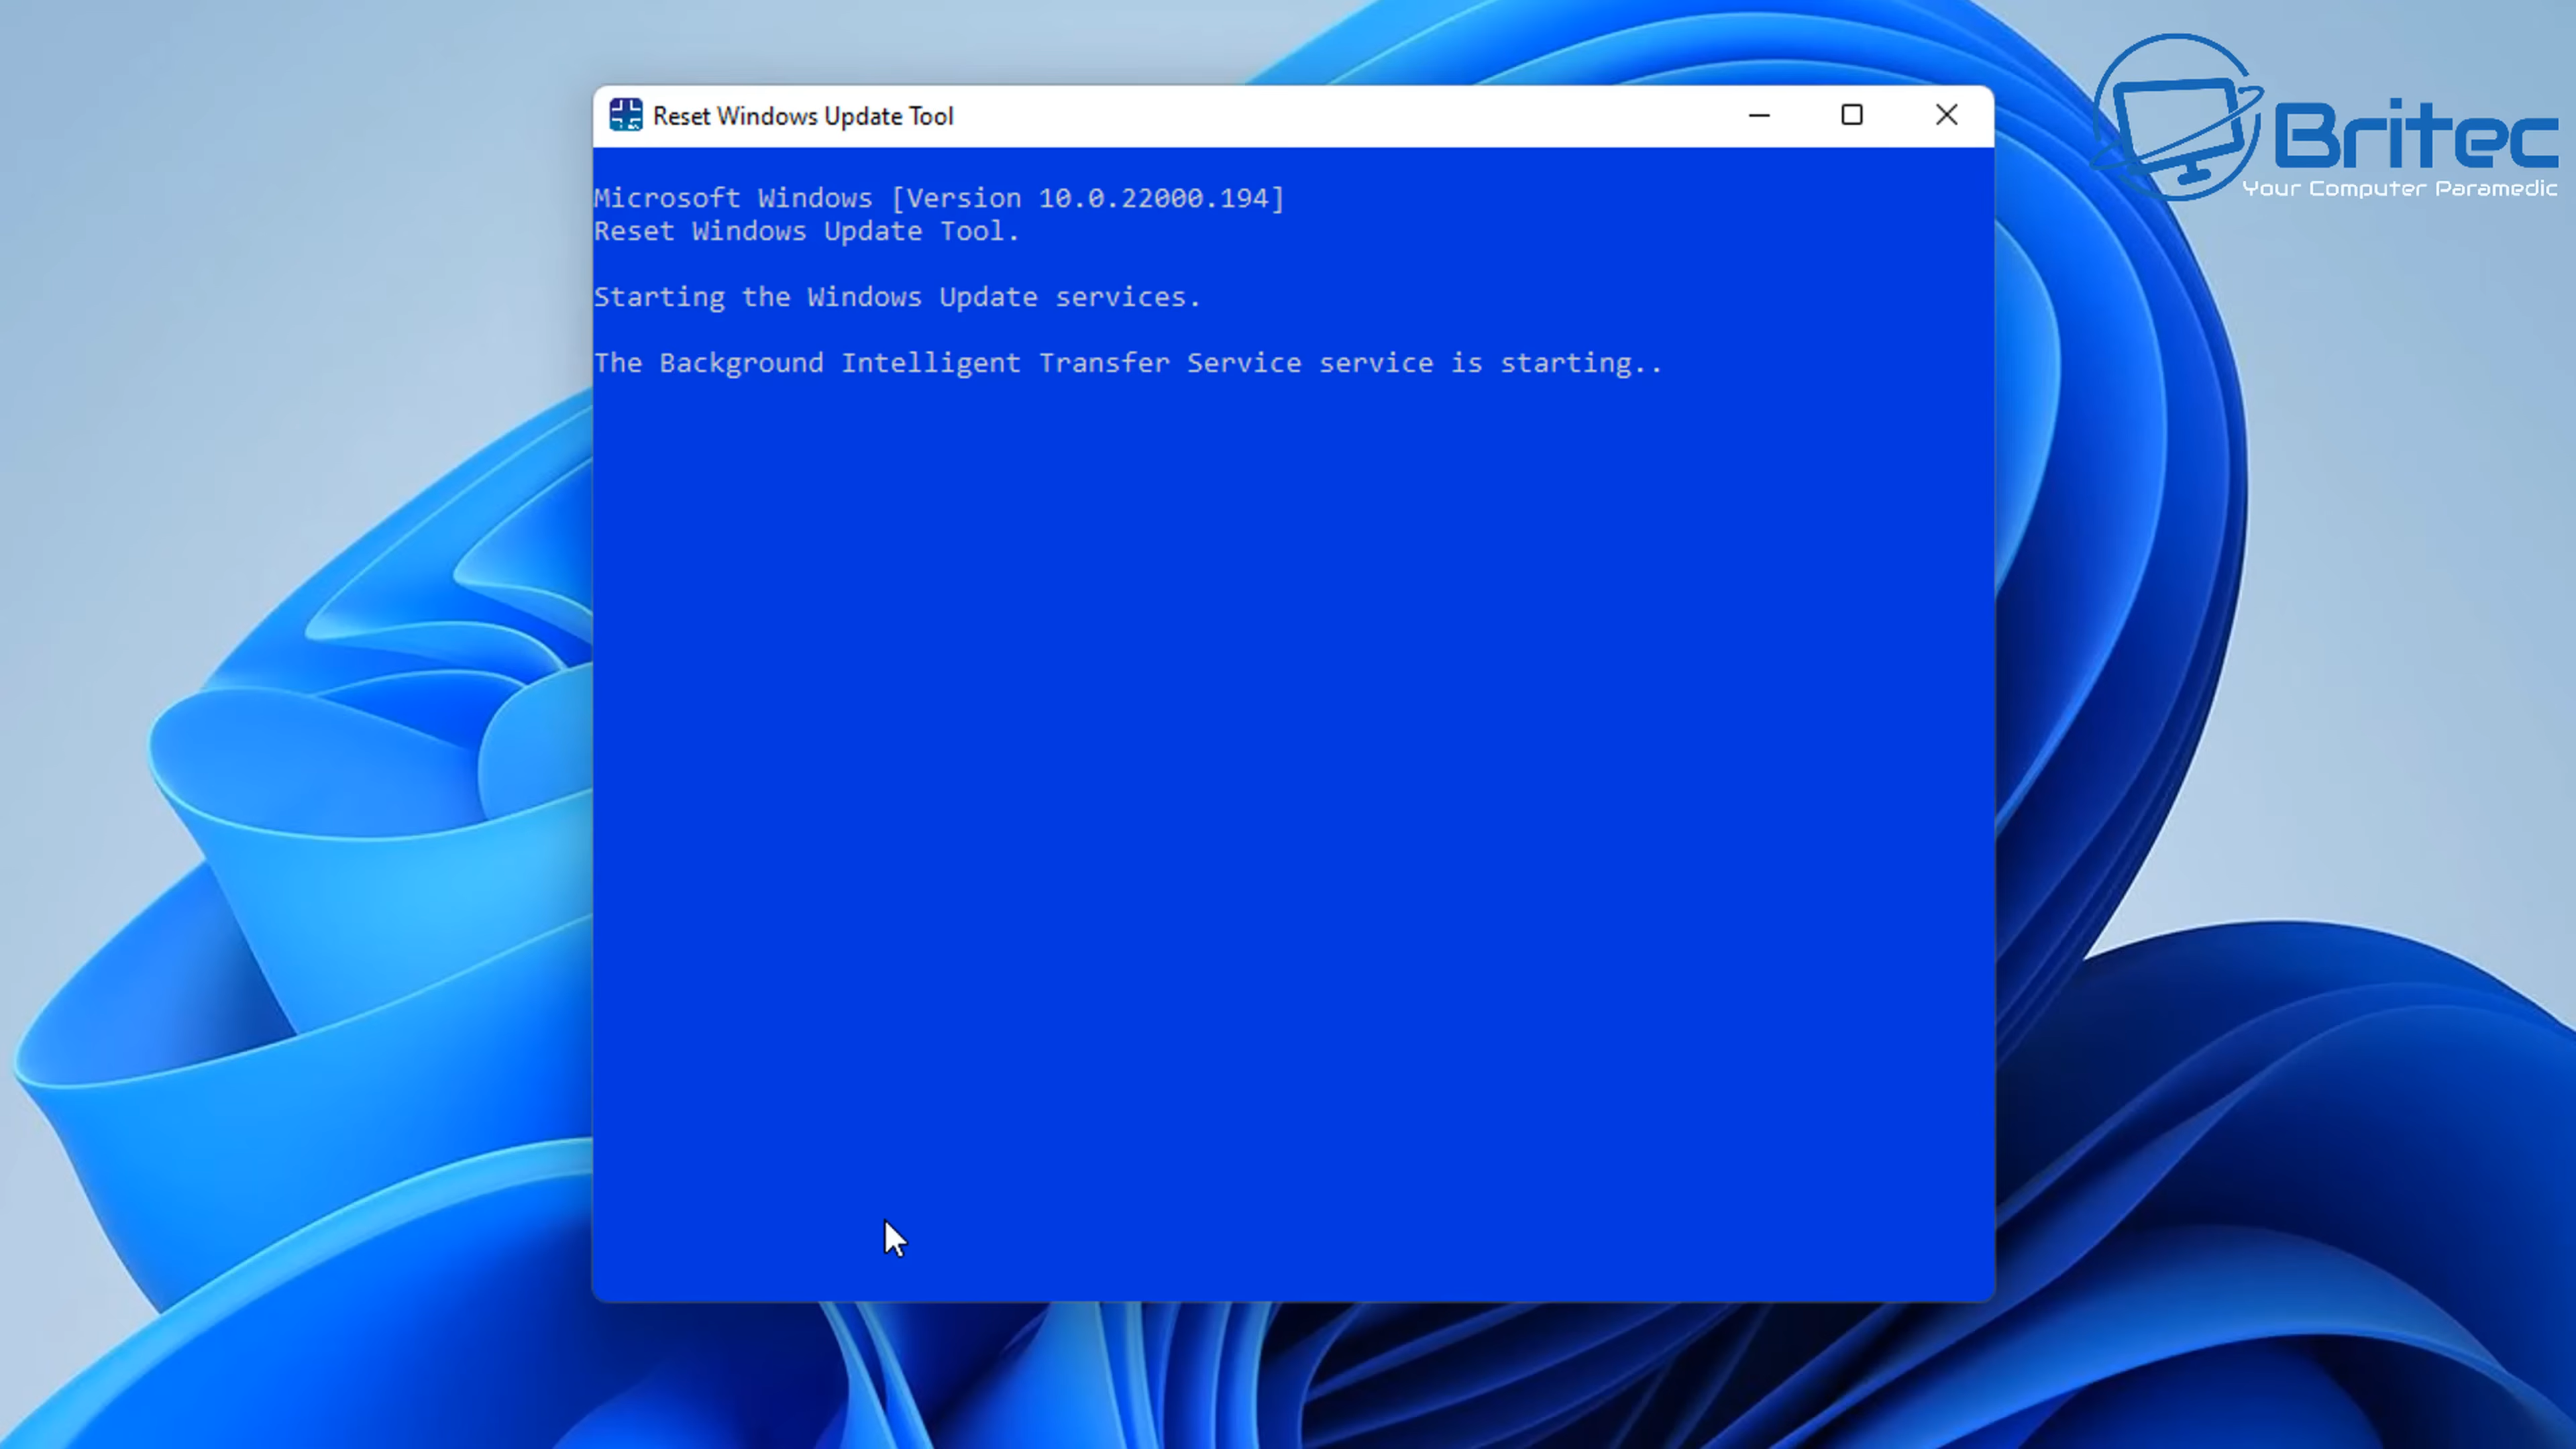 Reset Windows Update Tool
Britec
Your Computer Paramedic
Microsoft Windows [Version 10.0.22000.194]
Reset Windows Update Tool.
Starting the Windows Update services.
The Background Intelligent Transfer Service service is starting..